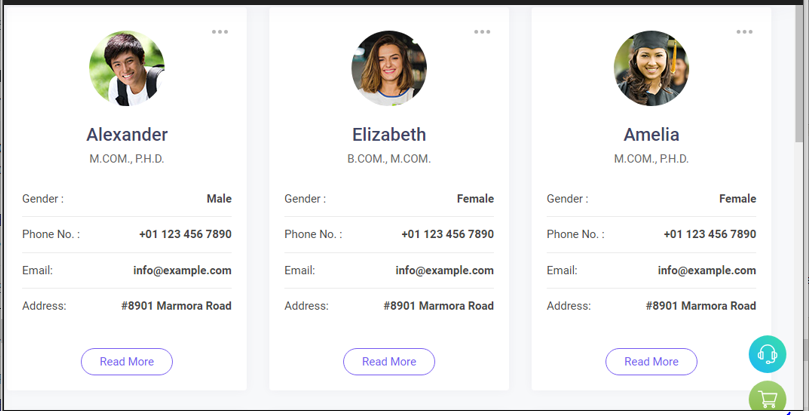 Alexander
M.COM., P.H.D.
Gender : Male
Phone No. : +01 123 456 7890
Email: info@example.com
Address: #8901 Marmora Road
Read More
Elizabeth
B.COM., M.COM.
Gender : Female
Phone No. : +01 123 456 7890
Email: info@example.com
Address: #8901 Marmora Road
Read More
Amelia
M.COM., P.H.D.
Gender : Female
Phone No. : +01 123 456 7890
Email: info@example.com
Address: #8901 Marmora Road
Read More